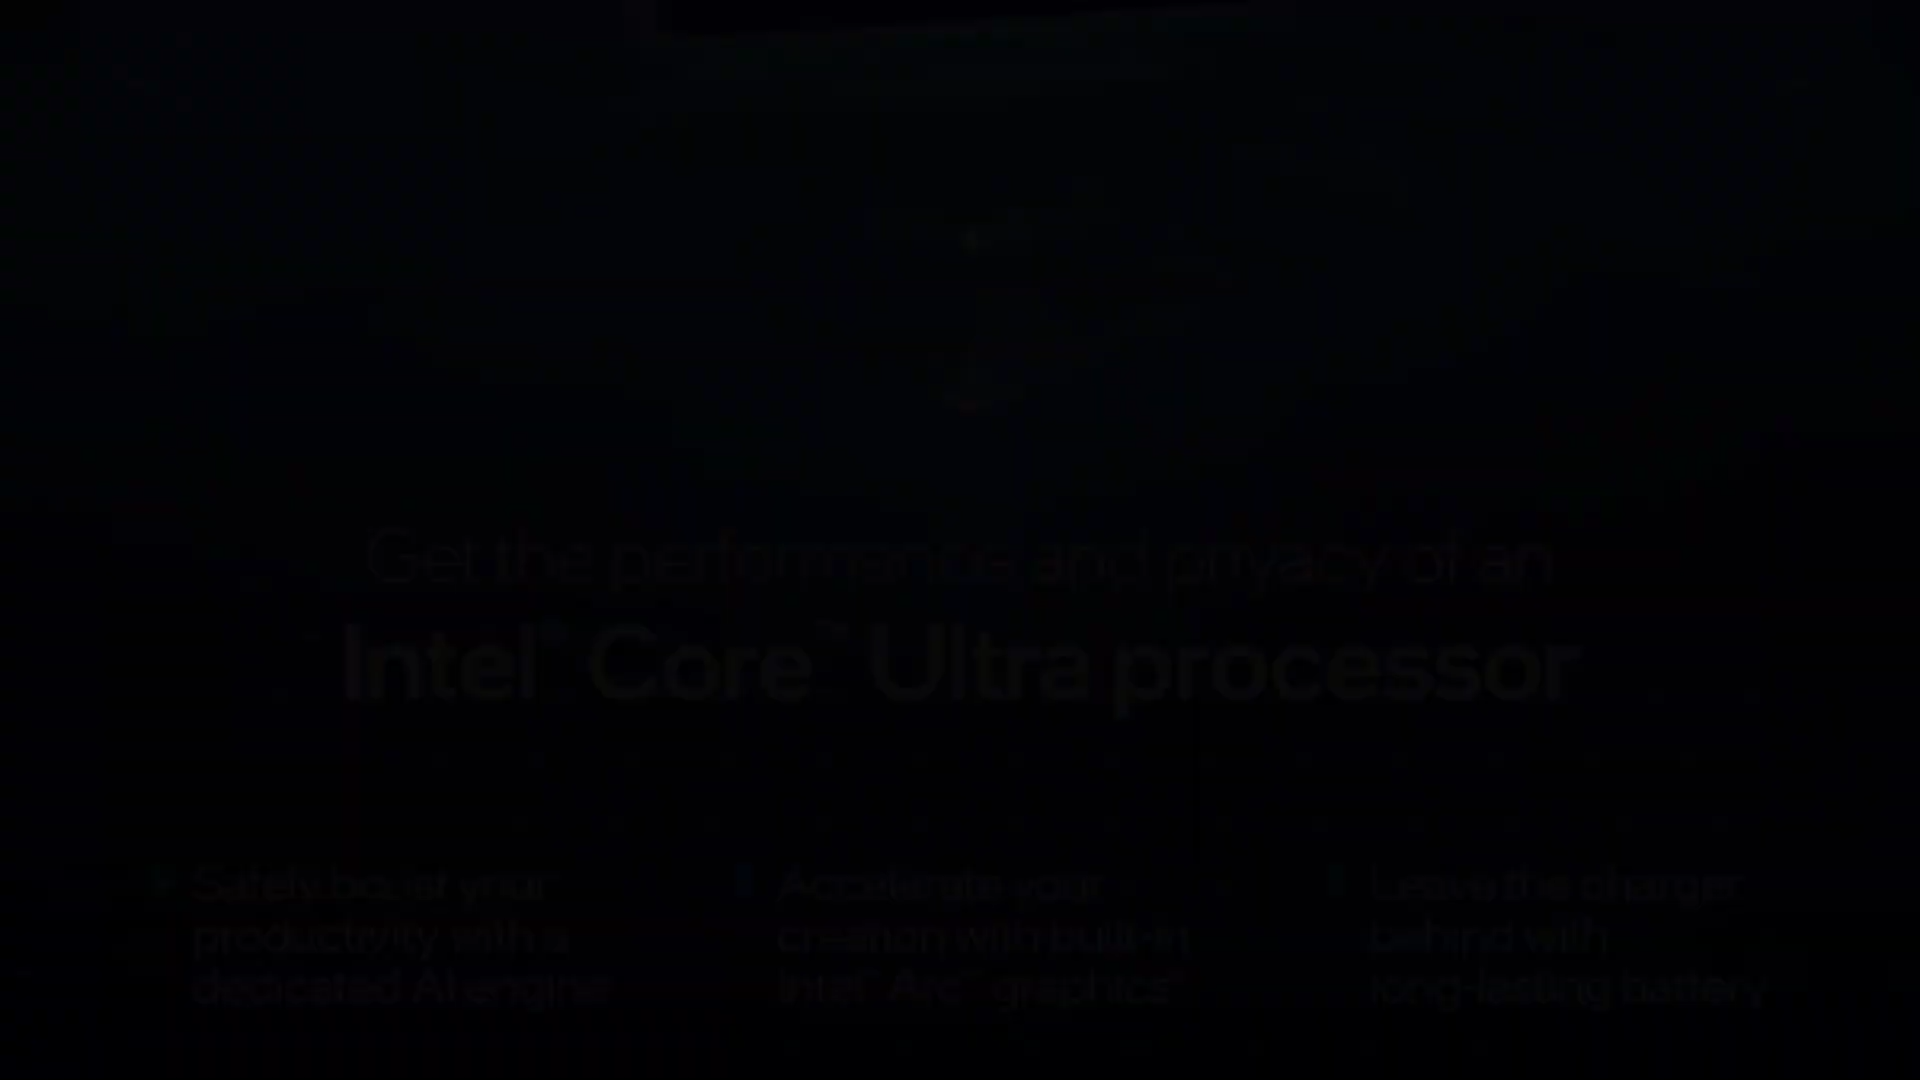 Get the performance and privacy of an
Intel® Core™ Ultra processor
Safely boost your
productivity with a
dedicated AI engine
Accelerate your
creation with built-in
Intel® Arc™ graphics
Leave the charger
behind with
long-lasting battery